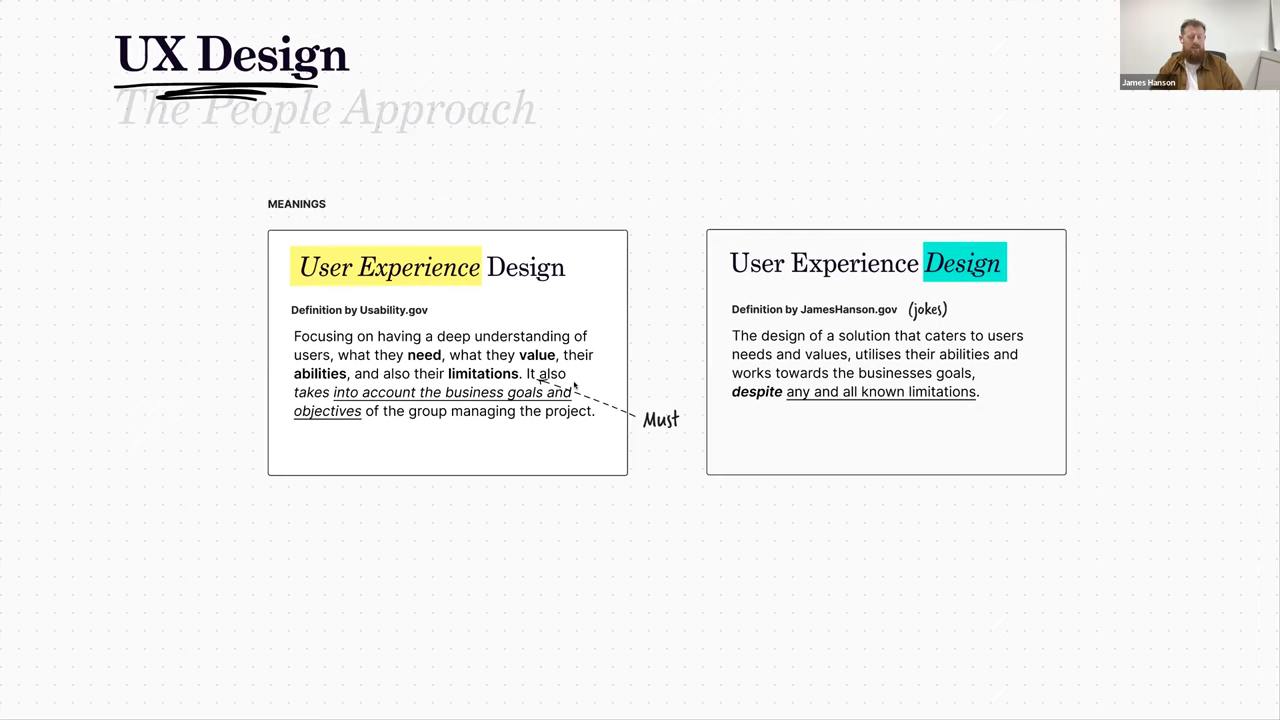 UX Design
The People Approach
James Hanson
MEANINGS
User Experience Design
Definition by Usability.gov
Focusing on having a deep understanding of
users, what they need, what they value, their
abilities, and also their limitations. It also
takes into account the business goals and
objectives of the group managing the project.
Must
User Experience Design
Definition by JamesHanson.gov (jokes)
The design of a solution that caters to users
needs and values, utilises their abilities and
works towards the businesses goals,
despite any and all known limitations.